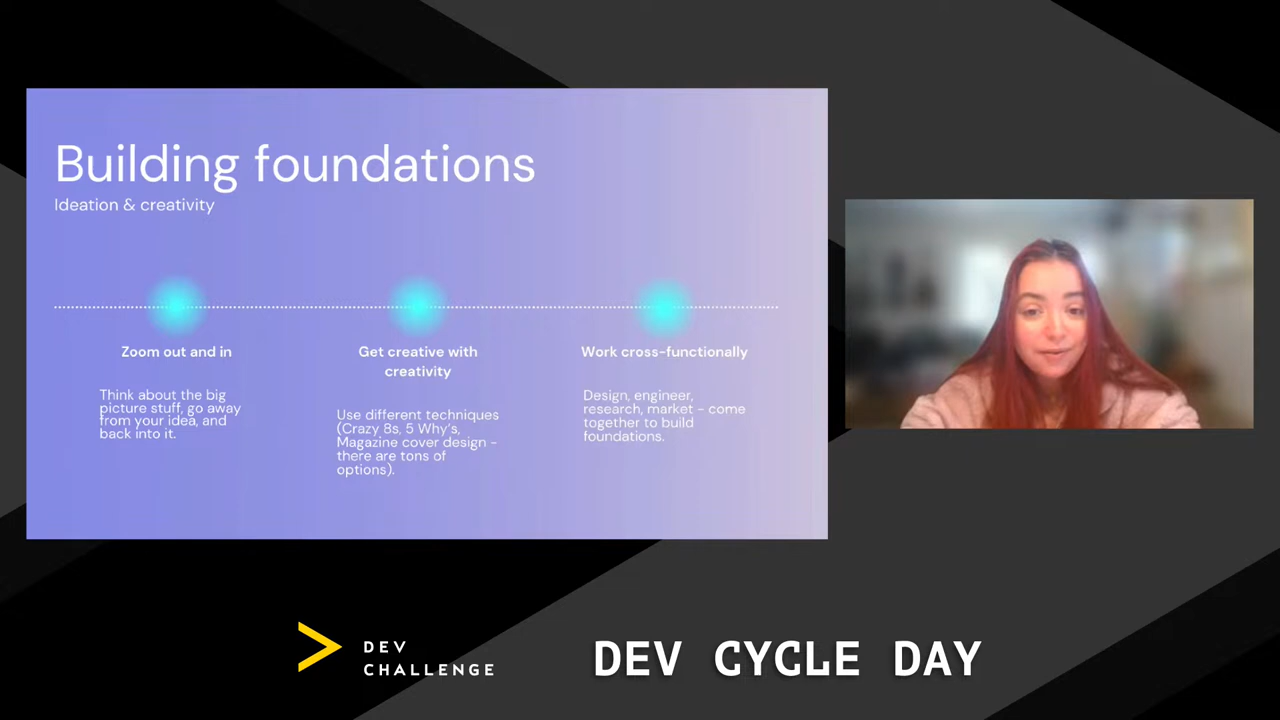 Building foundations
Ideation & creativity
Zoom out and in
Think about the big
picture stuff, go away
from your idea, and
back into it.
Get creative with
creativity
Use different techniques
(Crazy 8s, 5 Why's,
Magazine cover design -
there are tons of
options).
Work cross-functionally
Design, engineer,
research, market - come
together to build
foundations.
DEV
CHALLENGE
DEV CYCLE DAY